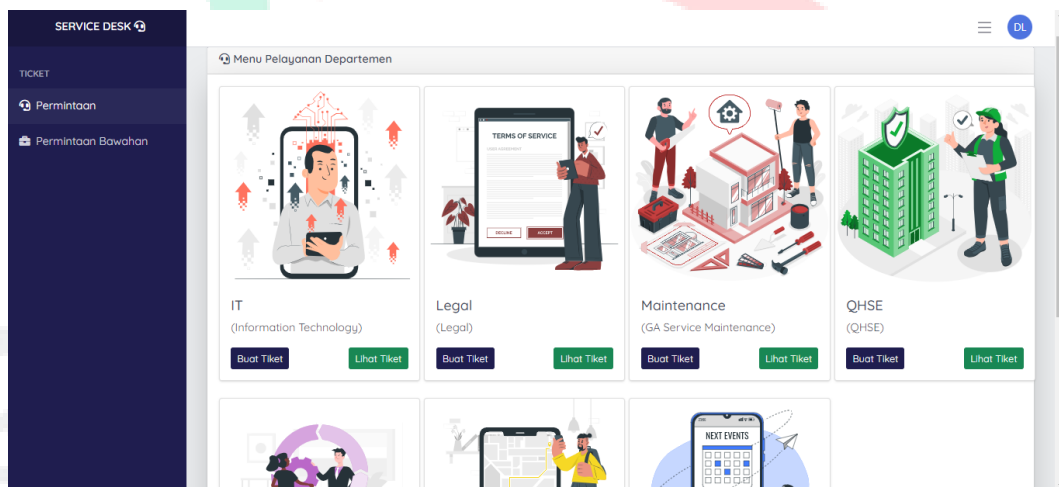 SERVICE DESK
DL
TICKET
Permintaan
Permintaan Bawahan
Menu Pelayanan Departemen
TERMS OF SERVICE
DECLINE ACCEPT
IT
(Information Technology)
Buat Tiket Lihat Tiket
Legal
(Legal)
Buat Tiket Lihat Tiket
Maintenance
(GA Service Maintenance)
Buat Tiket Lihat Tiket
QHSE
(QHSE)
Buat Tiket Lihat Tiket
NEXT EVENTS